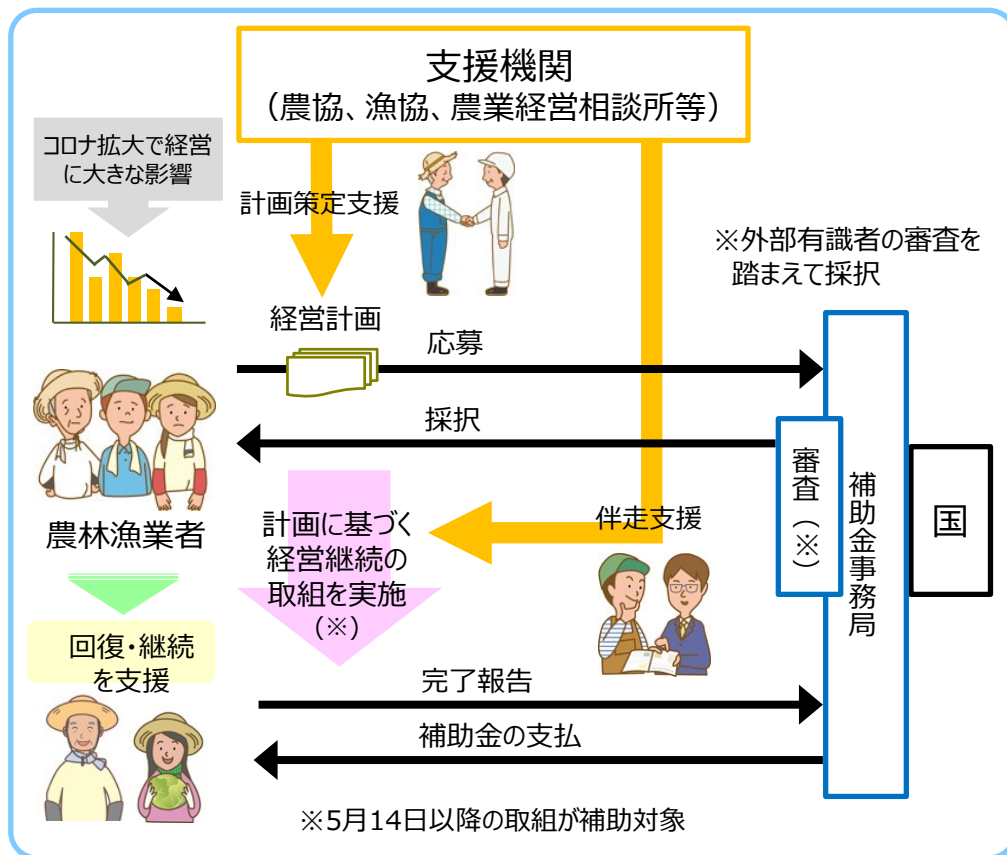 支援機関
（農協、漁協、農業経営相談所等）
コロナ拡大で経営
に大きな影響
計画策定支援
※外部有識者の審査を
踏まえて採択
経営計画
応募
採択
農林漁業者
審査（※）
補助金事務局
国
計画に基づく
経営継続の
取組を実施
（※）
伴走支援
回復・継続
を支援
完了報告
補助金の支払
※5月14日以降の取組が補助対象